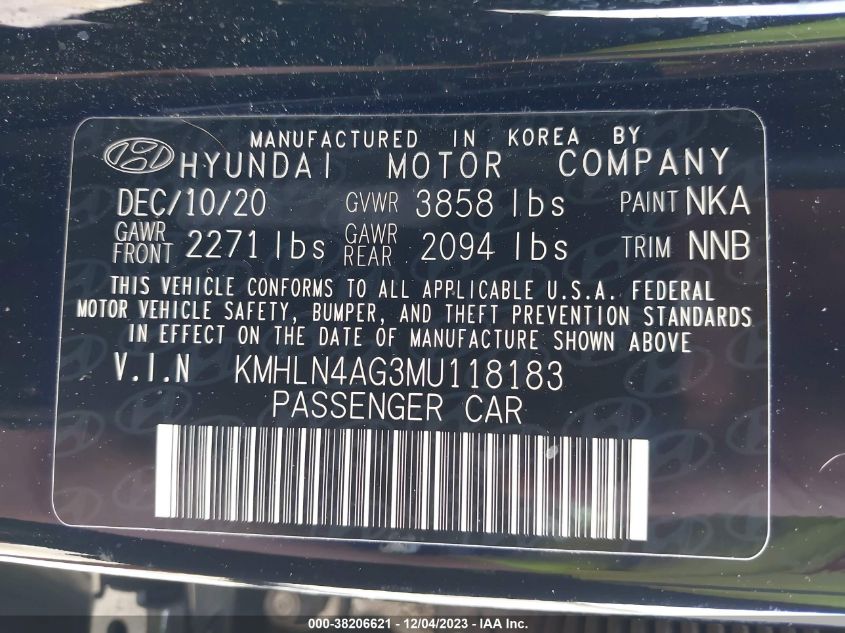 MANUFACTURED IN KOREA BY
HYUNDAI MOTOR COMPANY
DEC/10/20 GVWR 3858 lbs PAINT NKA
GAWR FRONT 2271 lbs GAWR REAR 2094 lbs TRIM NNB
THIS VEHICLE CONFORMS TO ALL APPLICABLE U.S.A. FEDERAL
MOTOR VEHICLE SAFETY, BUMPER, AND THEFT PREVENTION STANDARDS
IN EFFECT ON THE DATE OF MANUFACTURE SHOWN ABOVE
V.I.N KMHLN4AG3MU118183
PASSENGER CAR
000-38206621 - 12/04/2023 - IAA Inc.